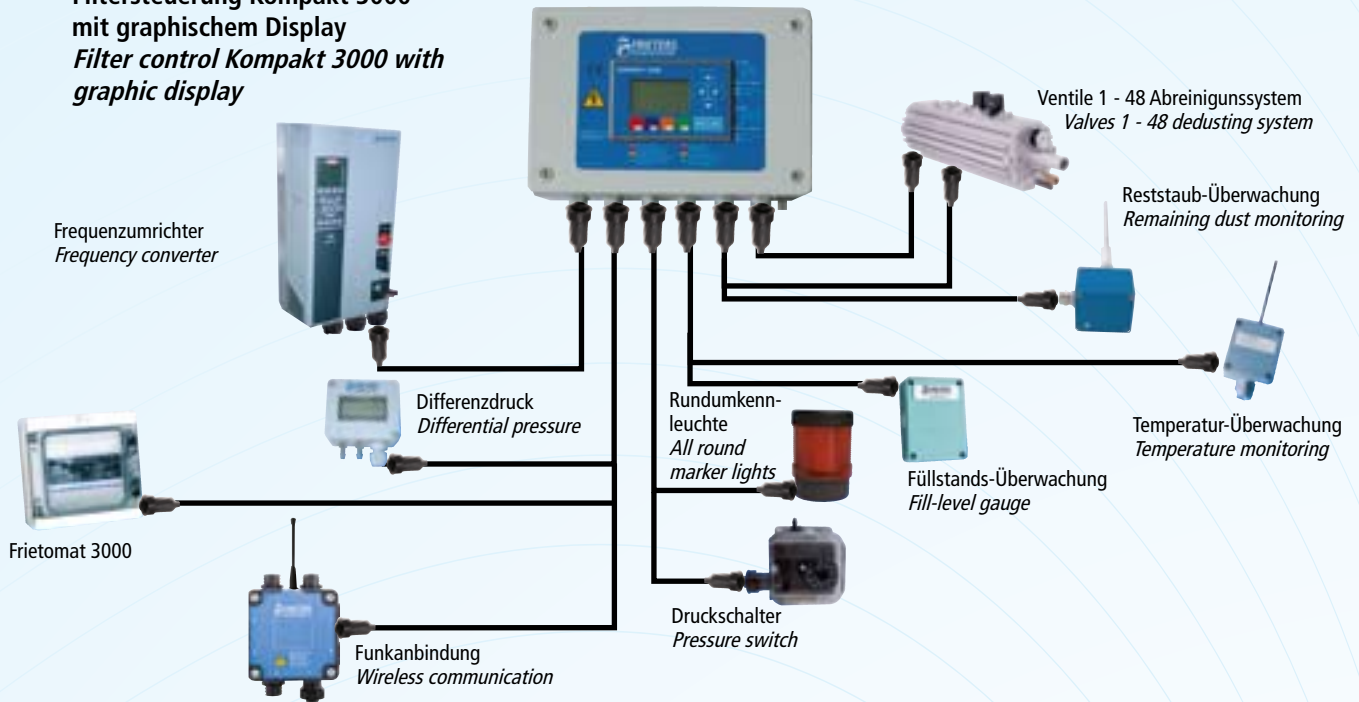 Filtersteuerung Kompakt 3000
mit graphischem Display
Filter control Kompakt 3000 with
graphic display
FRIETERS
Ventile 1 - 48 Abreinigunssystem
Valves 1 - 48 dedusting system
Reststaub-Überwachung
Remaining dust monitoring
Frequenzumrichter
Frequency converter
Differenzdruck
Differential pressure
Rundumkenn-
leuchte
All round
marker lights
Temperatur-Überwachung
Temperature monitoring
Füllstands-Überwachung
Fill-level gauge
Frietomat 3000
Druckschalter
Pressure switch
Funkanbindung
Wireless communication